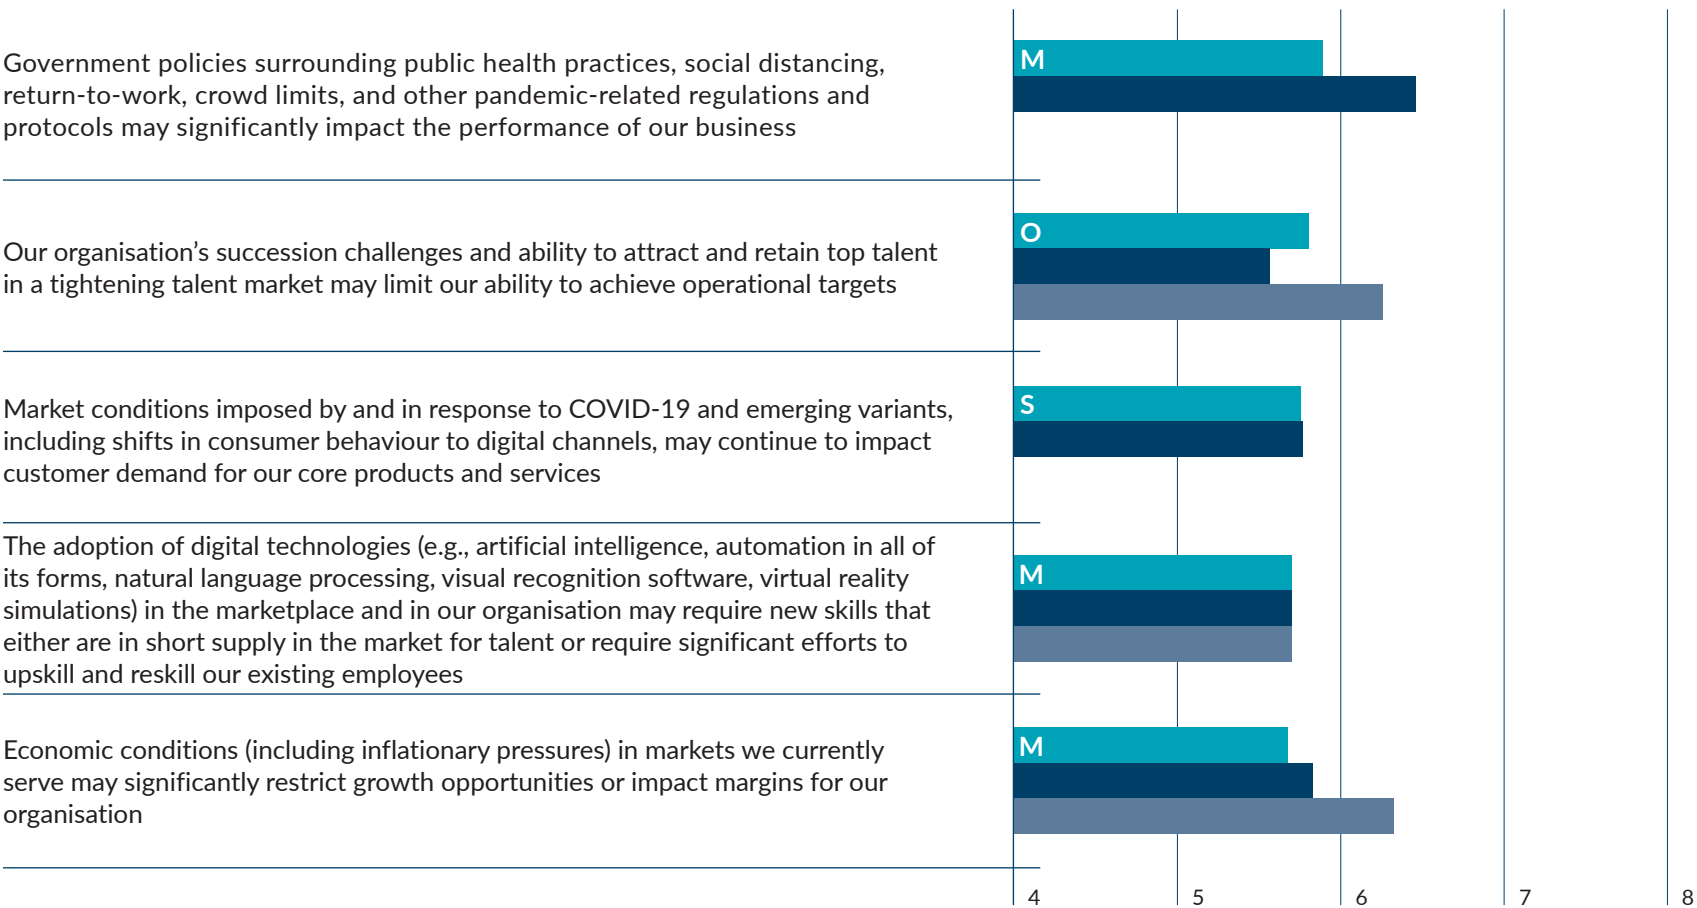 Government policies surrounding public health practices, social distancing,
return-to-work, crowd limits, and other pandemic-related regulations and
protocols may significantly impact the performance of our business
M
Our organisation's succession challenges and ability to attract and retain top talent
in a tightening talent market may limit our ability to achieve operational targets
O
Market conditions imposed by and in response to COVID-19 and emerging variants,
including shifts in consumer behaviour to digital channels, may continue to impact
customer demand for our core products and services
S
The adoption of digital technologies (e.g., artificial intelligence, automation in all of
its forms, natural language processing, visual recognition software, virtual reality
simulations) in the marketplace and in our organisation may require new skills that
either are in short supply in the market for talent or require significant efforts to
upskill and reskill our existing employees
M
Economic conditions (including inflationary pressures) in markets we currently
serve may significantly restrict growth opportunities or impact margins for our
organisation
M
4 5 6 7 8